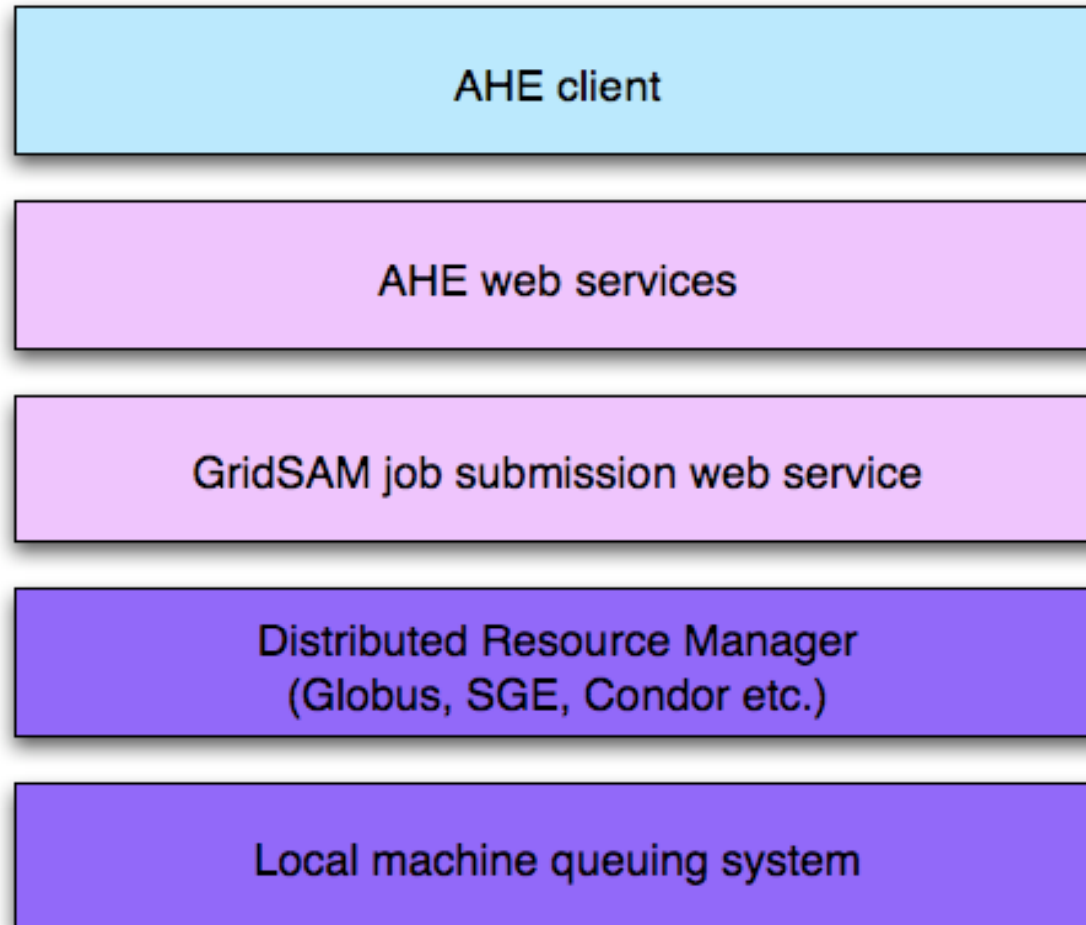 AHE client
AHE web services
GridSAM job submission web service
Distributed Resource Manager
(Globus, SGE, Condor etc.)
Local machine queuing system